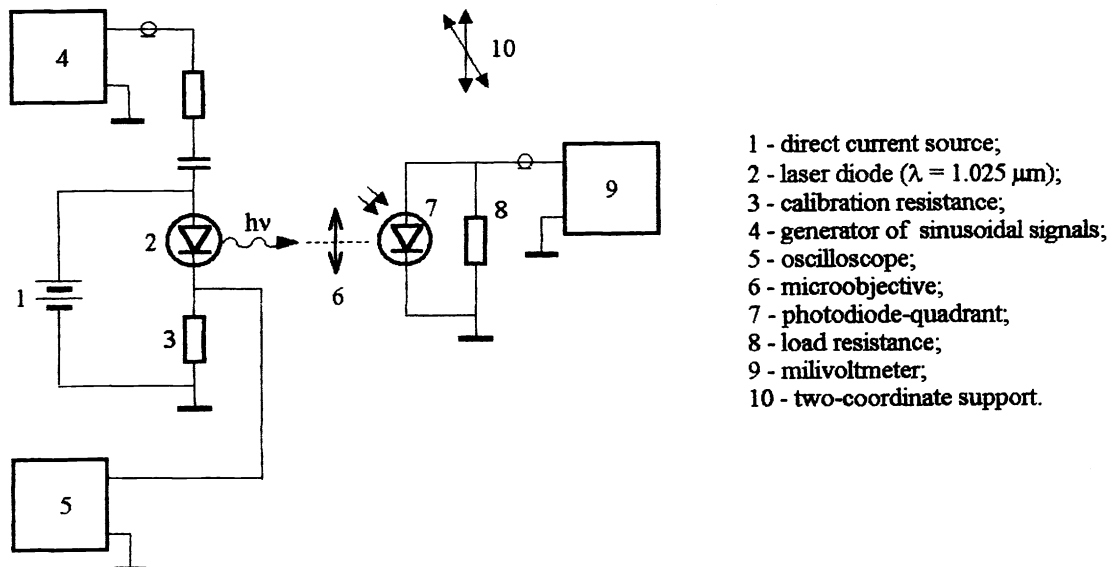 4
10
1 - direct current source;
2 - laser diode (λ = 1.025 μm);
3 - calibration resistance;
4 - generator of sinusoidal signals;
5 - oscilloscope;
6 - microobjective;
7 - photodiode-quadrant;
8 - load resistance;
9 - milivoltmeter;
10 - two-coordinate support.
7
8
9
2
hν
6
1
3
5